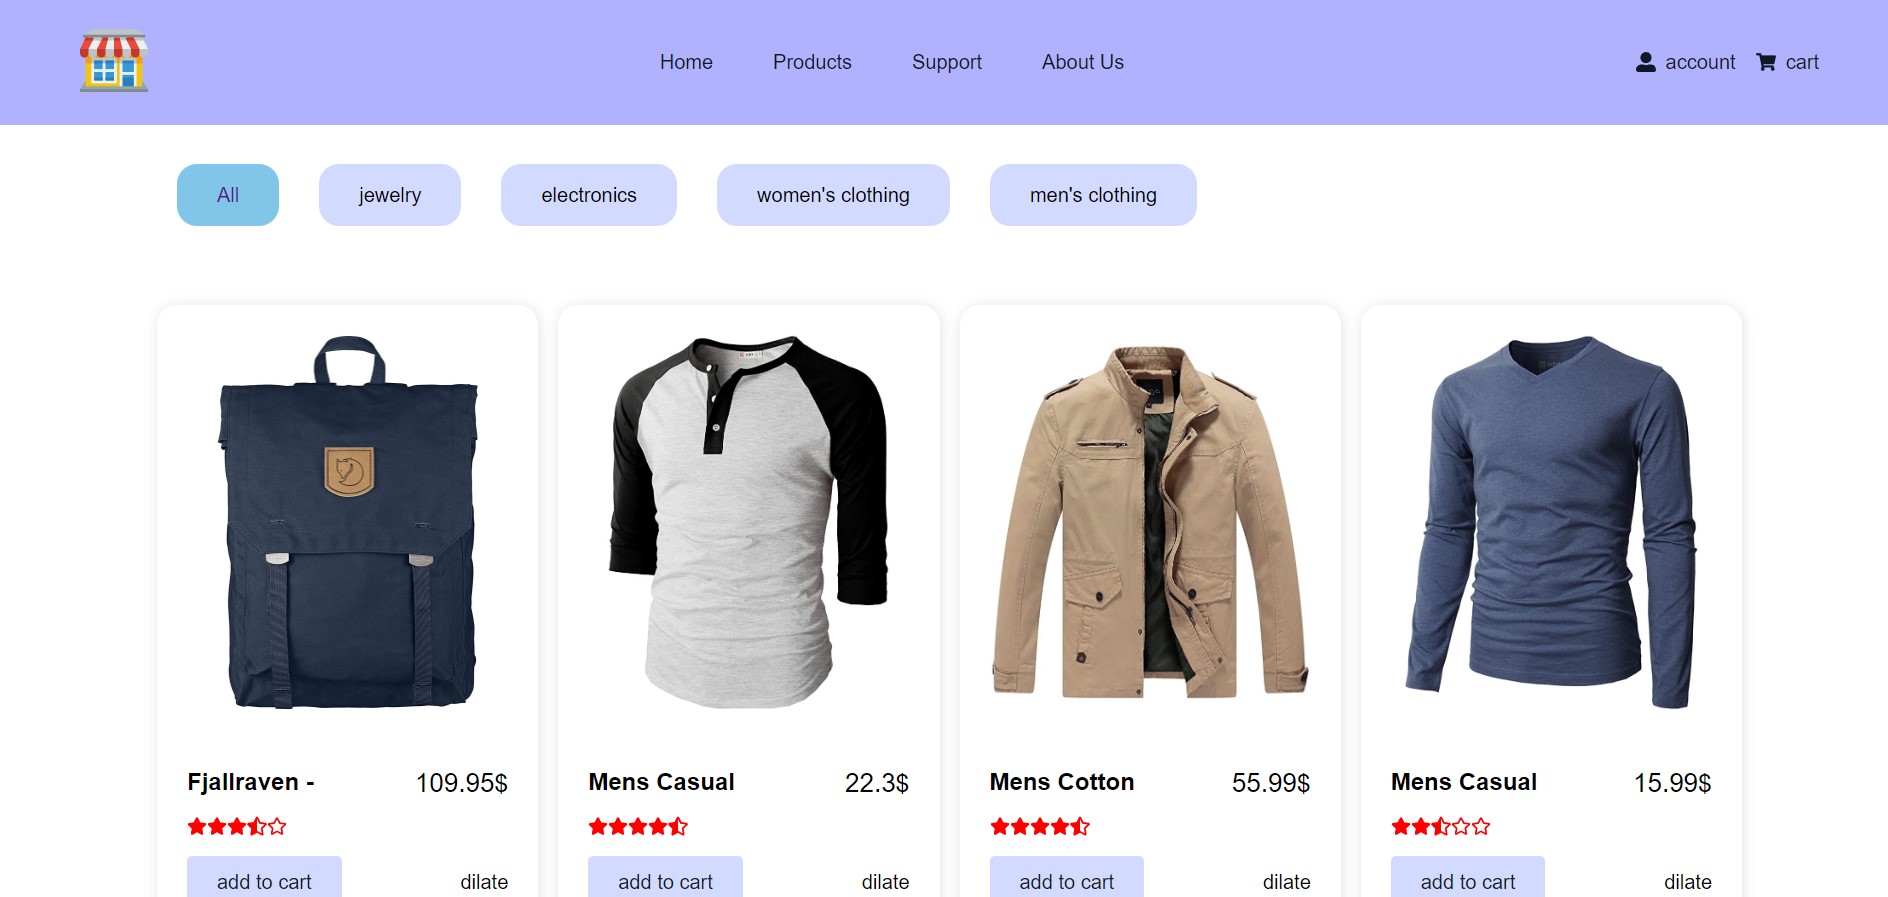 Home Products Support About Us account cart
All jewelry electronics women's clothing men's clothing
Fjallraven - 109.95$
Mens Casual 22.3$
Mens Cotton 55.99$
Mens Casual 15.99$
add to cart dilate
add to cart dilate
add to cart dilate
add to cart dilate